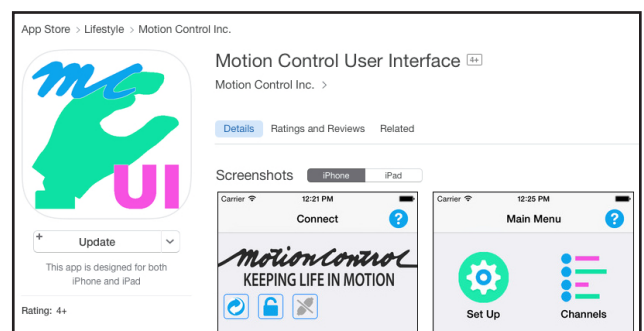 App Store > Lifestyle > Motion Control Inc.
mc
UI
Motion Control User Interface 4+
Motion Control Inc. >
Details Ratings and Reviews Related
Screenshots iPhone iPad
+ Update
This app is designed for both
iPhone and iPad
Rating: 4+
Carrier 12:21 PM
Connect ?
Motion Control
KEEPING LIFE IN MOTION
Carrier 12:25 PM
Main Menu ?
Set Up Channels